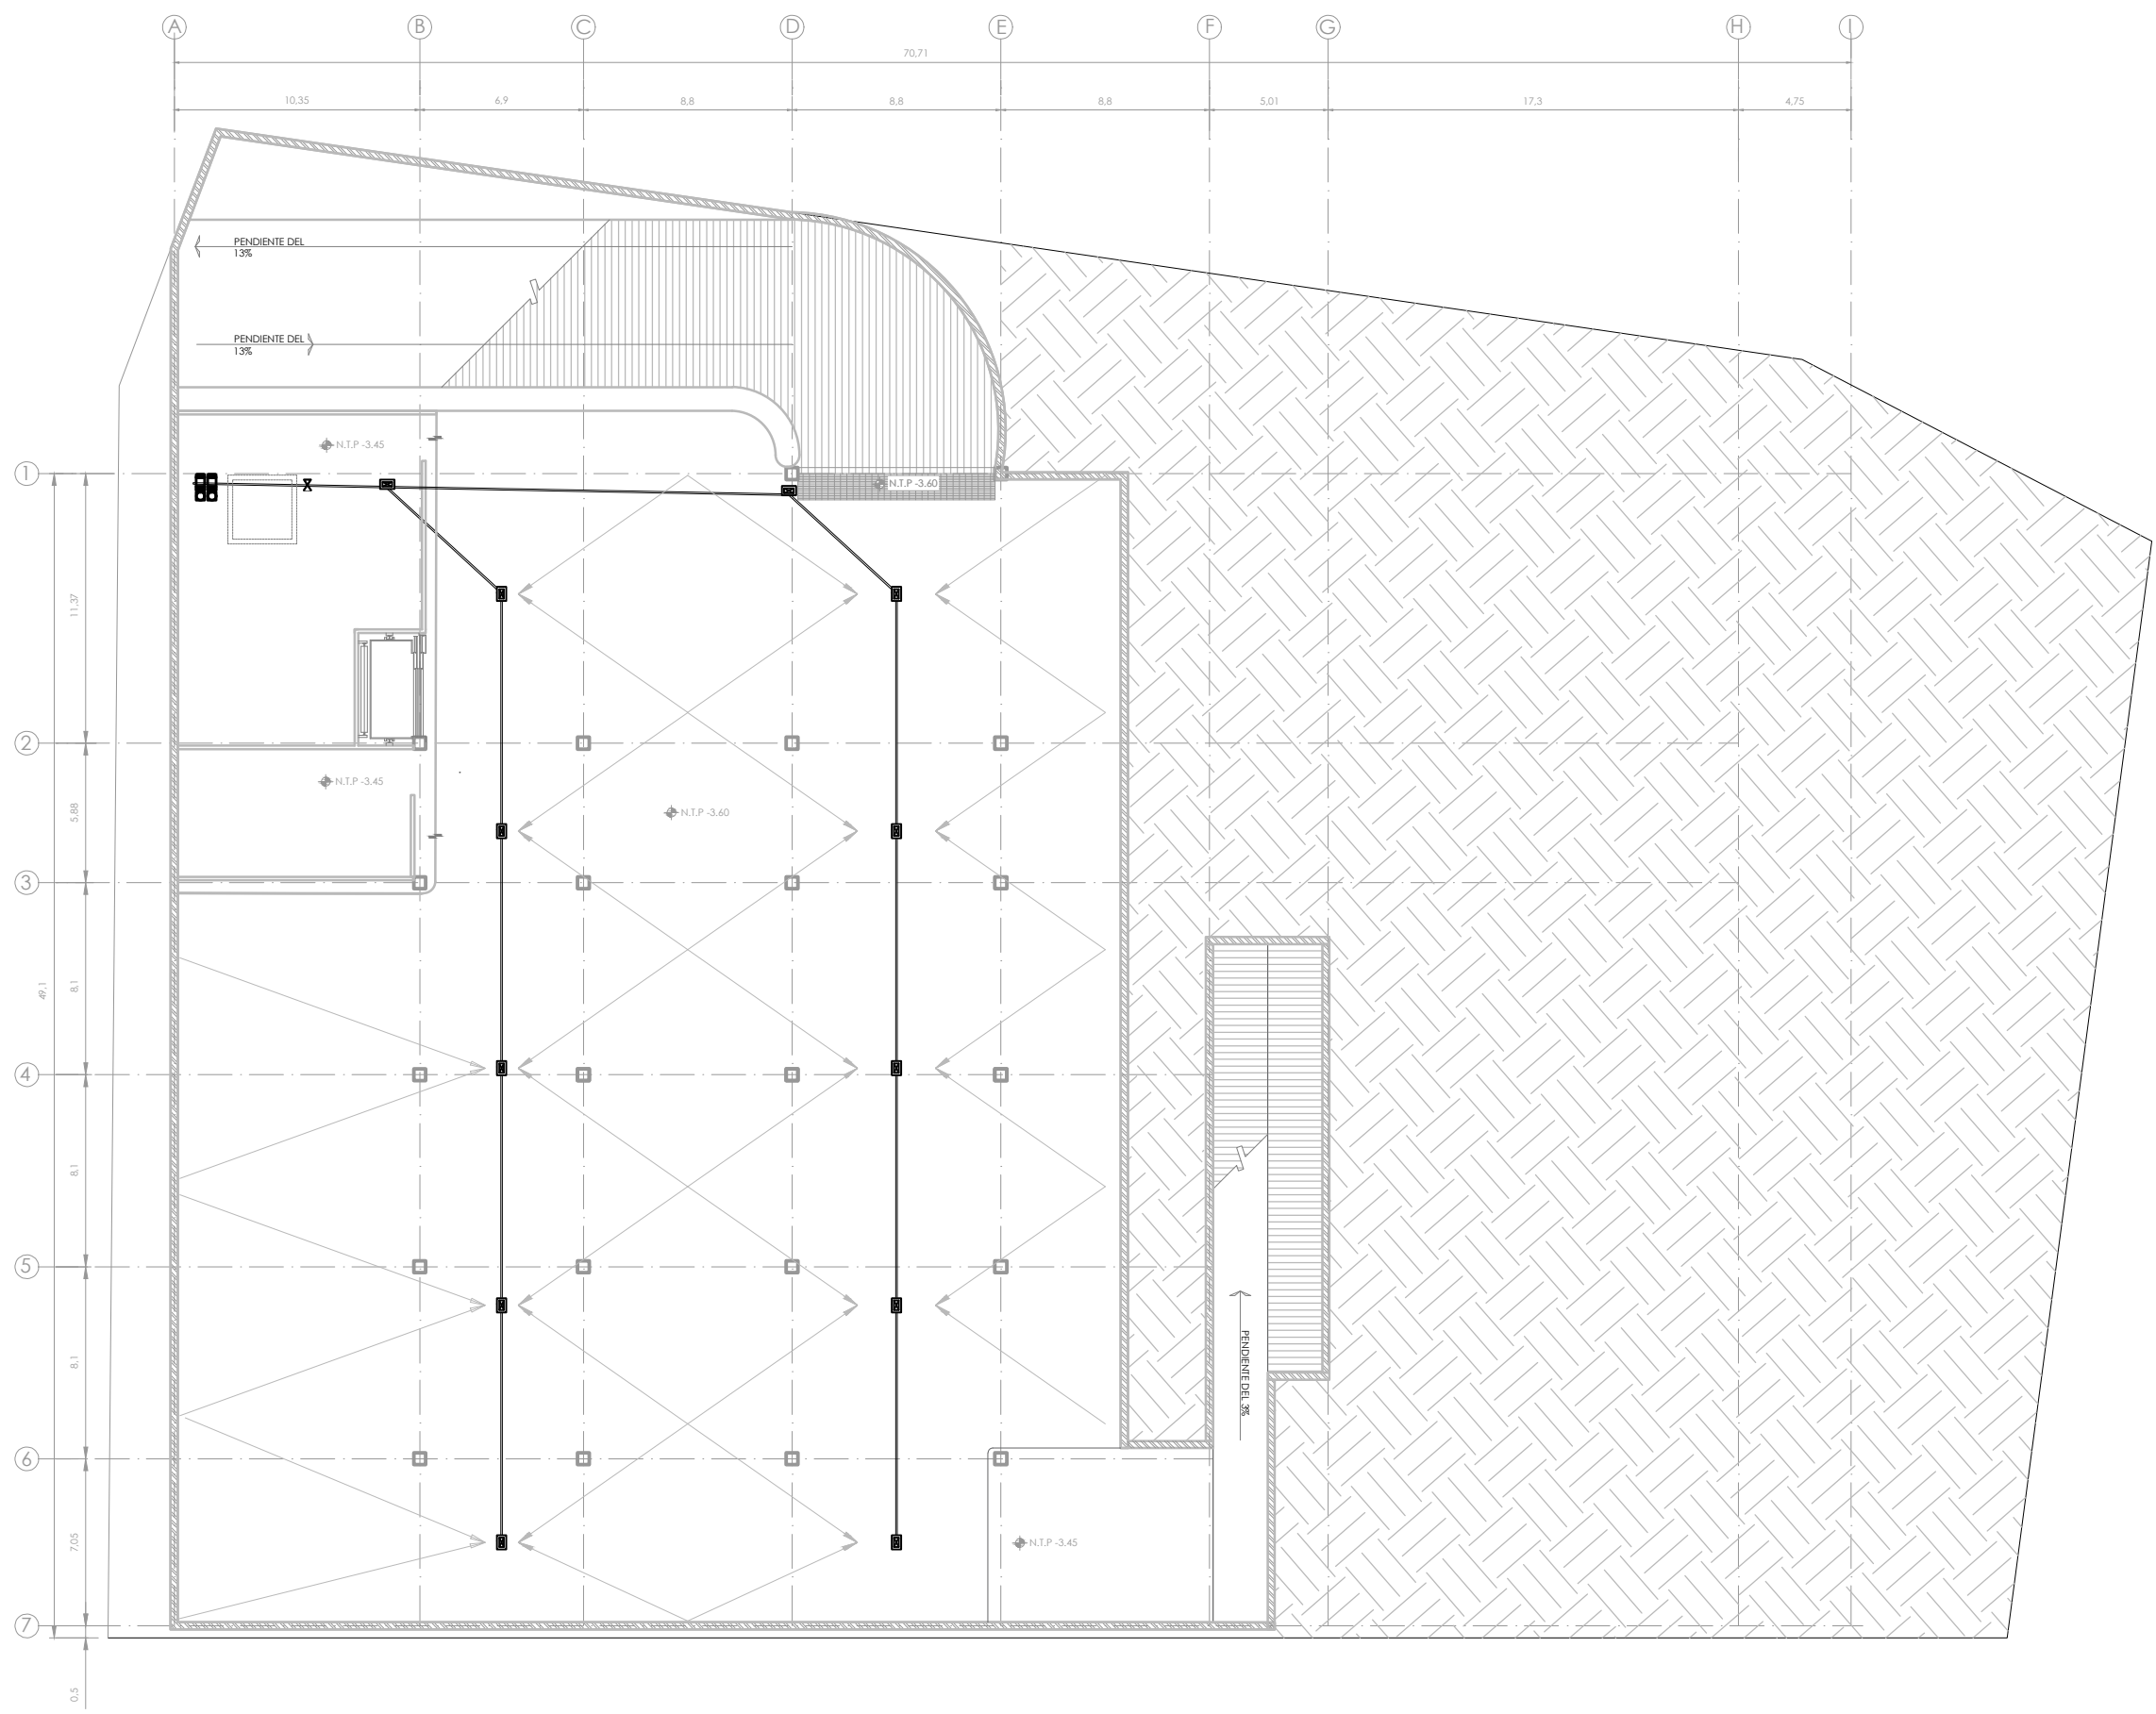 A B C D E F G H I
70,71
10,35 6,9 8,8 8,8 8,8 5,01 17,3 4,75
PENDIENTE DEL
13%
PENDIENTE DEL
13%
N.T.P -3.45
1
N.T.P -3.60
11,37
2
N.T.P -3.45
5,88
N.T.P -3.60
3
49,1
8,1
4
8,1
5
8,1
PENDIENTE DEL 3%
6
7,05
N.T.P -3.45
7
0,5